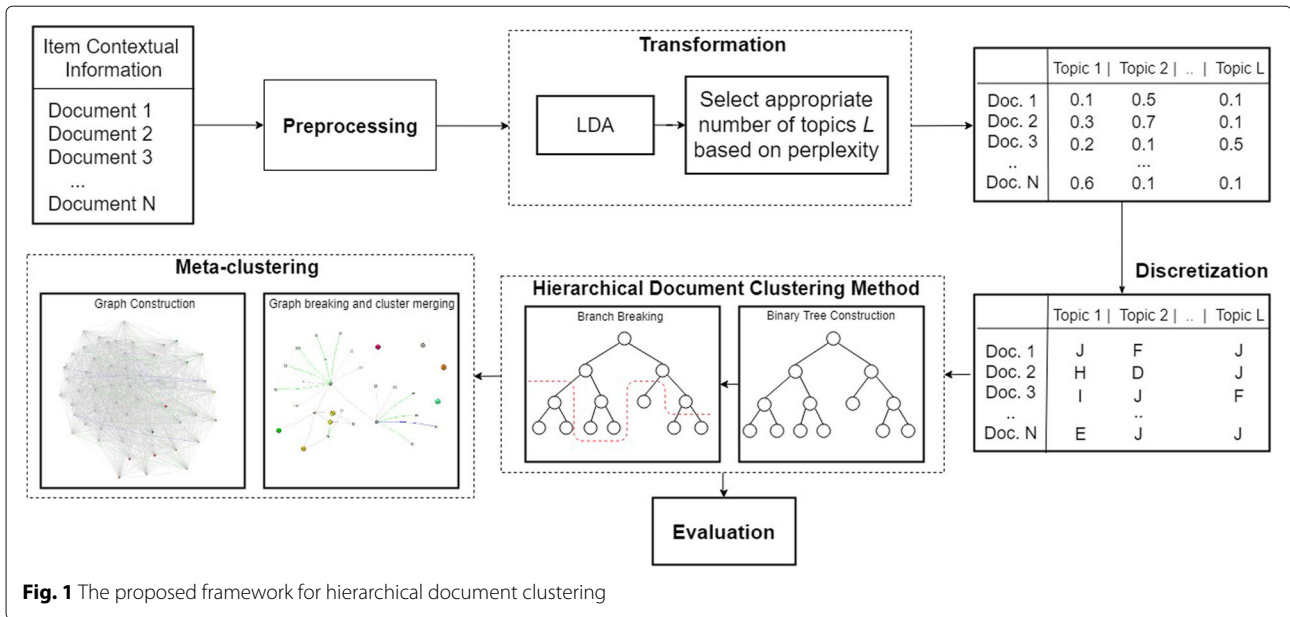 Item Contextual
Information
Document 1
Document 2
Document 3
...
Document N
Preprocessing
Transformation
LDA
Select appropriate
number of topics L
based on perplexity
Topic 1 | Topic 2 | .. | Topic L
Doc. 1 0.1 0.5 0.1
Doc. 2 0.3 0.7 0.1
Doc. 3 0.2 0.1 0.5
.. ...
Doc. N 0.6 0.1 0.1
Discretization
Topic 1 | Topic 2 | .. | Topic L
Doc. 1 J F J
Doc. 2 H D J
Doc. 3 I J F
.. ..
Doc. N E J J
Hierarchical Document Clustering Method
Branch Breaking
Binary Tree Construction
Meta-clustering
Graph Construction
Graph breaking and cluster merging
Evaluation
Fig. 1 The proposed framework for hierarchical document clustering